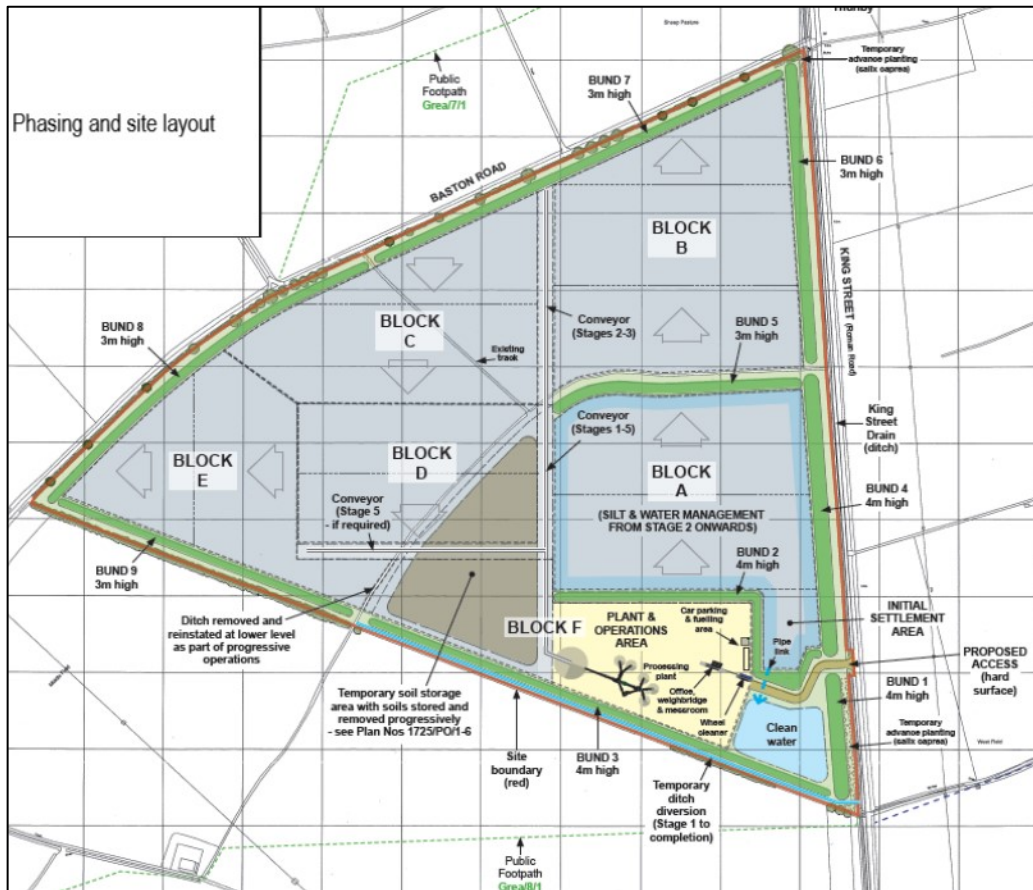 Phasing and site layout
Sheep Pasture
Temporary
advance planting
(salix caprea)
Public
Footpath
Grea/7/1
BUND 7
3m high
BASTON ROAD
BUND 6
3m high
BLOCK
B
KING STREET (Roman Road)
BLOCK
C
Conveyor
(Stages 2-3)
BUND 5
3m high
BUND 8
3m high
Existing
track
King
Street
Drain
(ditch)
Conveyor
(Stages 1-5)
BLOCK
E
BLOCK
D
BLOCK
A
(SILT & WATER MANAGEMENT
FROM STAGE 2 ONWARDS)
BUND 4
4m high
Conveyor
(Stage 5
- if required)
BUND 2
4m high
BUND 9
3m high
Ditch removed and
reinstated at lower level
as part of progressive
operations
BLOCK F
PLANT &
OPERATIONS
AREA
Car parking
& fuelling
area
INITIAL
SETTLEMENT
AREA
Pipe
link
PROPOSED
ACCESS
(hard
surface)
Processing
plant
Office,
weighbridge
& messroom
Wheel
cleaner
BUND 1
4m high
Temporary soil storage
area with soils stored and
removed progressively
- see Plan Nos 1725/PO/1-6
Clean
water
Temporary
advance planting
(salix caprea)
West Field
Site
boundary
(red)
BUND 3
4m high
Temporary
ditch
diversion
(Stage 1 to
completion)
Public
Footpath
Grea/8/1